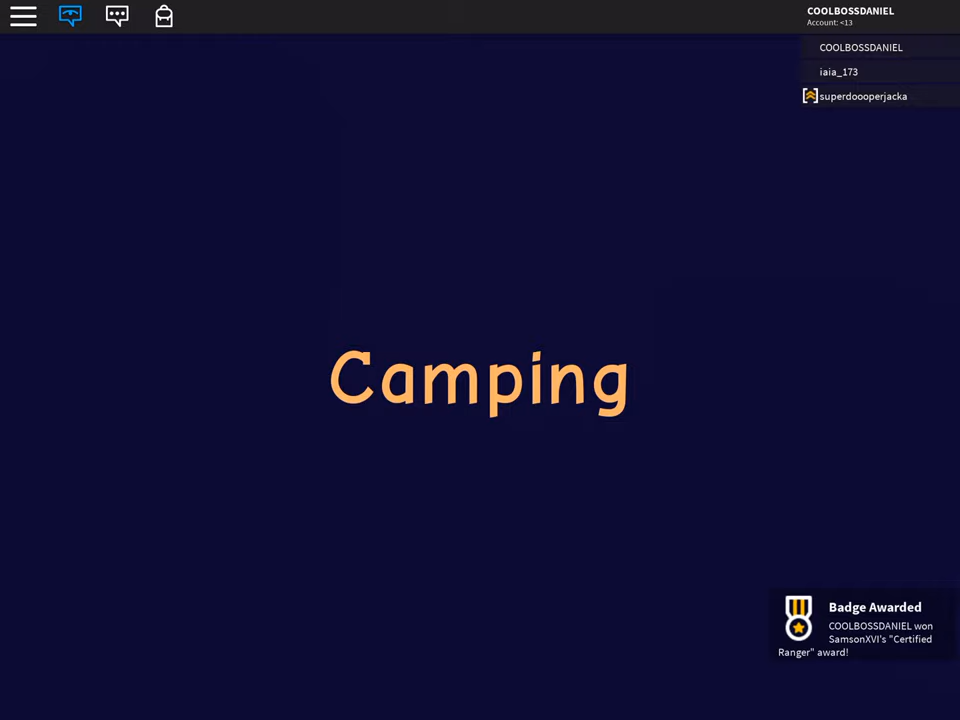 COOLBOSSDANIEL
Account: <13
COOLBOSSDANIEL
iaia_173
superdoooperjacka
Camping
Badge Awarded
COOLBOSSDANIEL won
SamsonXVI's "Certified
Ranger" award!